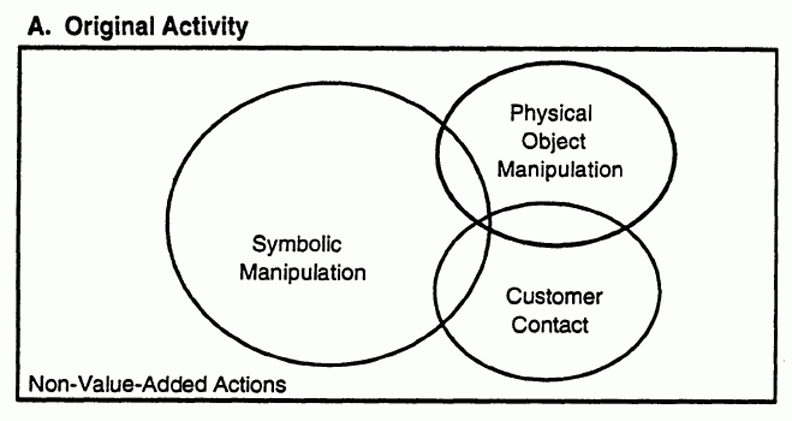 A. Original Activity
Physical
Object
Manipulation
Symbolic
Manipulation
Customer
Contact
Non-Value-Added Actions